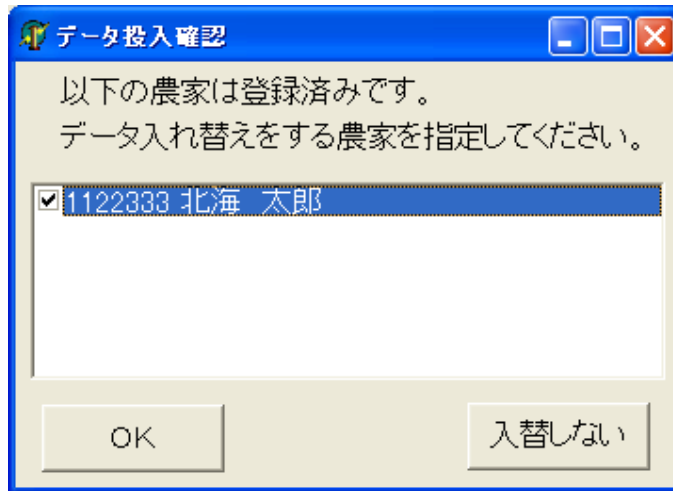 データ投入確認
以下の農家は登録済みです。
データ入れ替えをする農家を指定してください。
1122333 北海　太郎
OK
入替しない